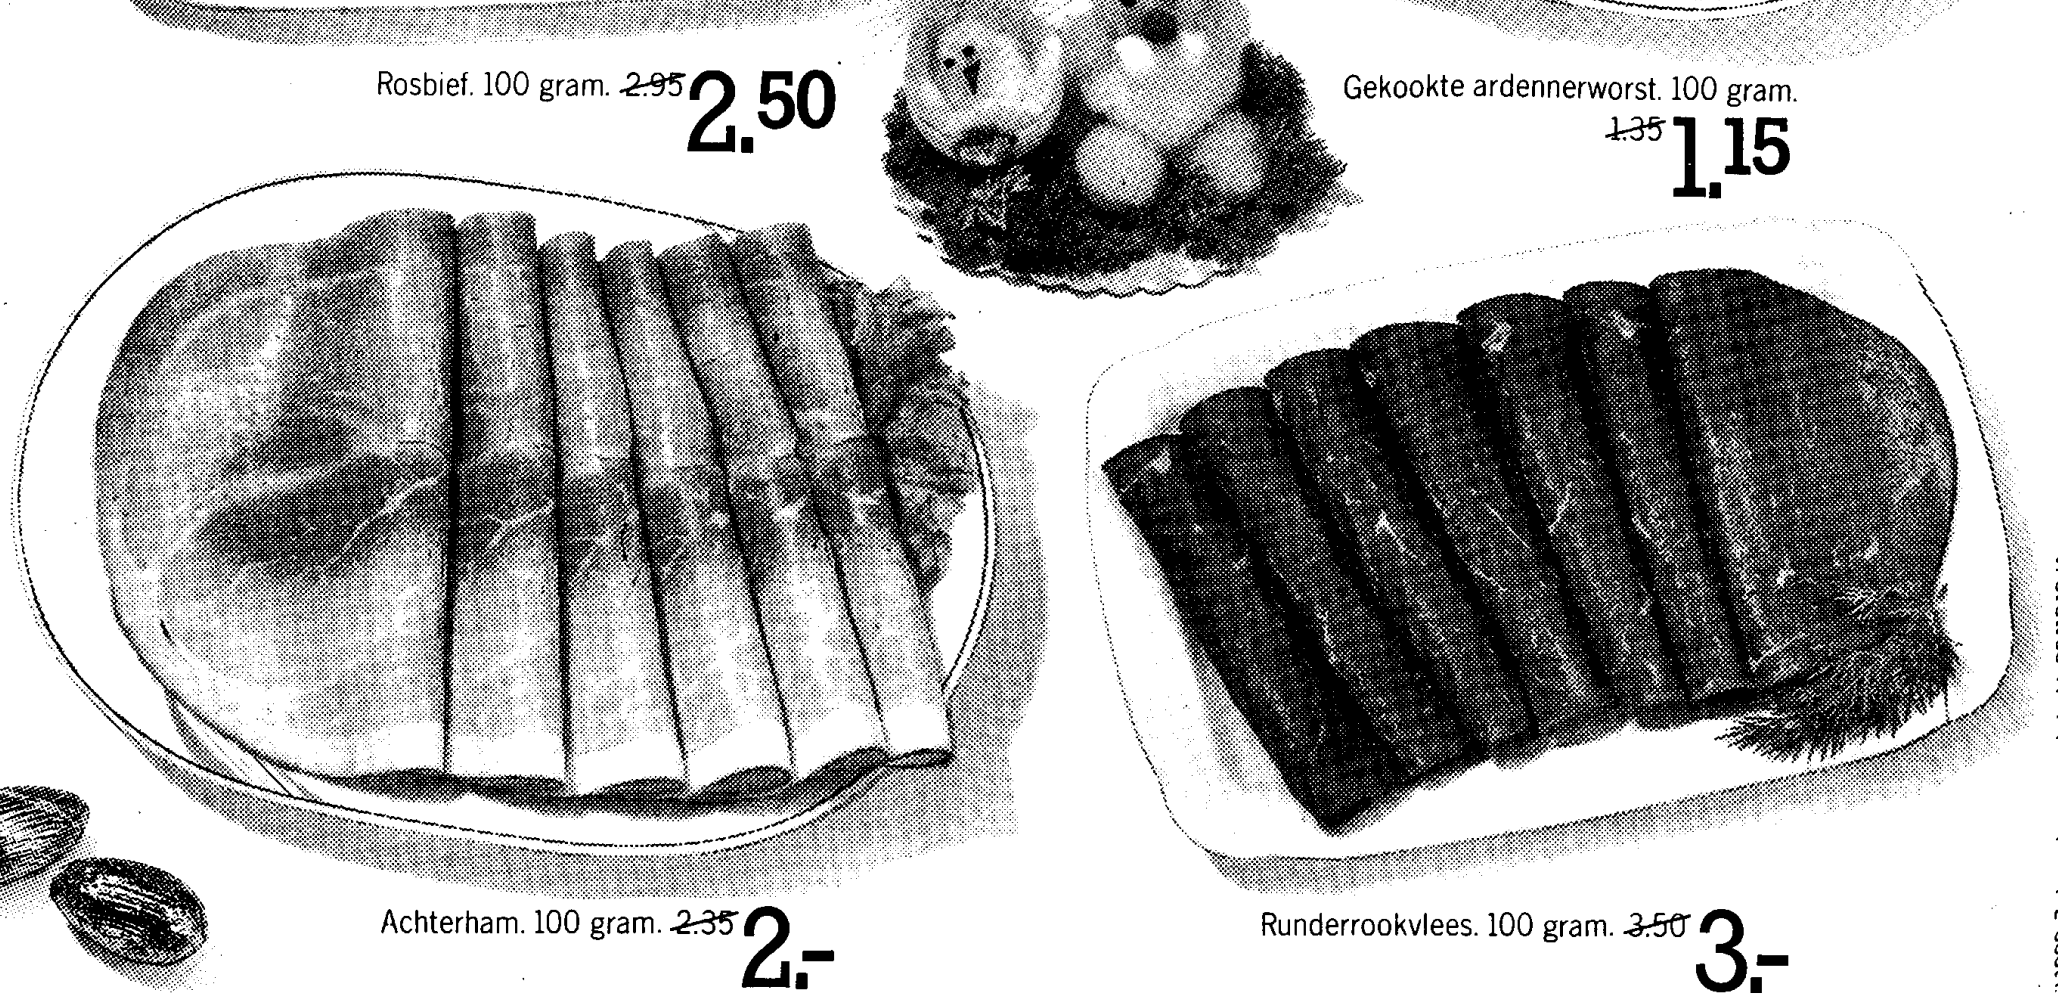 Rosbief. 100 gram. 2.95 2.50
Gekookte ardennerworst. 100 gram.
1.35 1.15
Achterham. 100 gram. 2.35 2.-
Runderrookvlees. 100 gram. 3.50 3.-